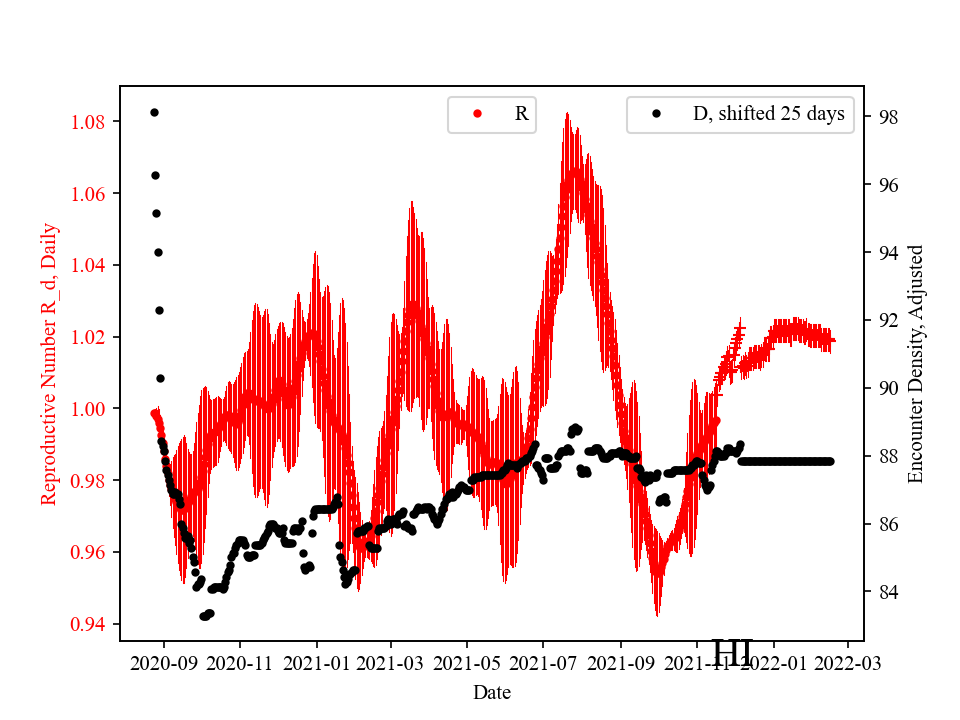 R
D, shifted 25 days
Reproductive Number R_d, Daily
1.08
1.06
1.04
1.02
1.00
0.98
0.96
0.94
98
96
94
92
90
88
86
84
Encounter Density, Adjusted
2020-09 2020-11 2021-01 2021-03 2021-05 2021-07 2021-09 2021-11 2022-01 2022-03
HI
Date